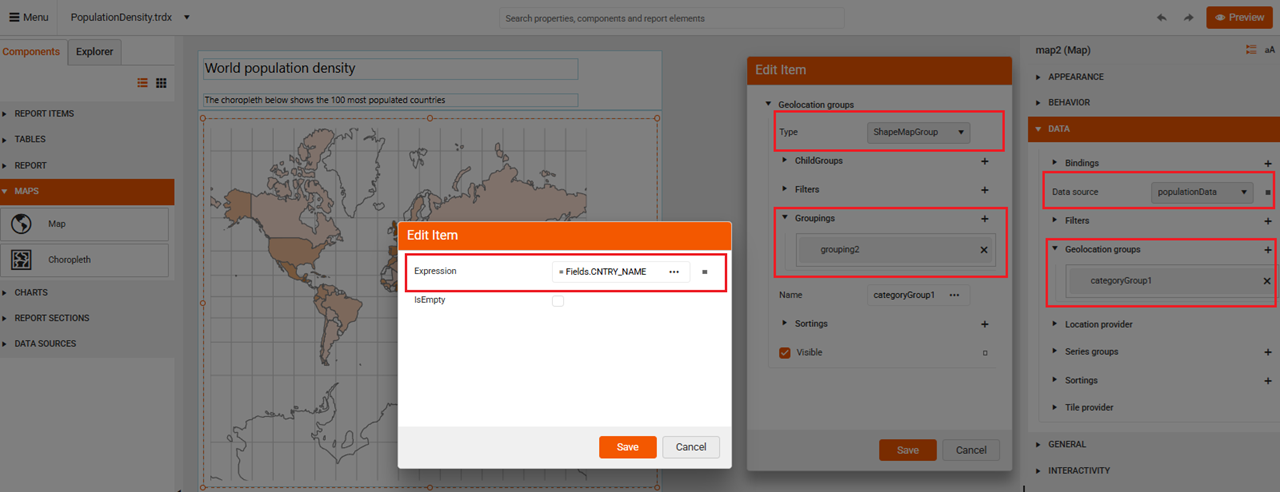 Menu
PopulationDensity.trdx
Search properties, components and report elements
Preview
Components
Explorer
REPORT ITEMS
TABLES
REPORT
MAPS
Map
Choropleth
CHARTS
REPORT SECTIONS
DATA SOURCES
World population density
The choropleth below shows the 100 most populated countries
Edit Item
Expression
= Fields.CNTRY_NAME
IsEmpty
Save
Cancel
Edit Item
Geolocation groups
Type
ShapeMapGroup
ChildGroups
Filters
Groupings
grouping2
Name
categoryGroup1
Sortings
Visible
Save
Cancel
map2 (Map)
aA
APPEARANCE
BEHAVIOR
DATA
Bindings
Data source
populationData
Filters
Geolocation groups
categoryGroup1
Location provider
Series groups
Sortings
Tile provider
GENERAL
INTERACTIVITY